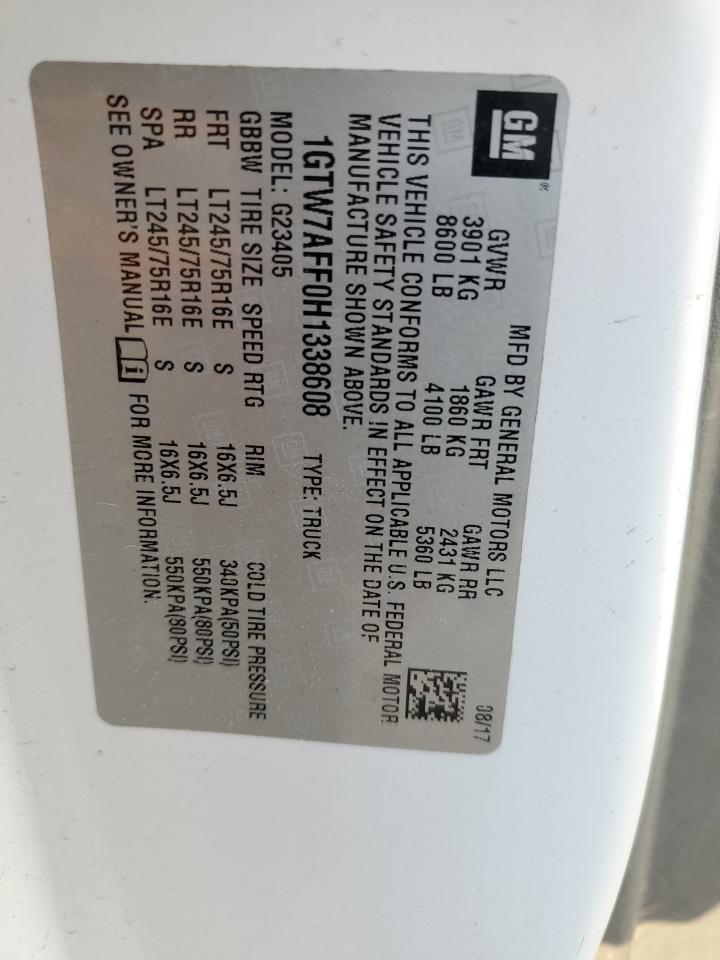 GM
MFD BY GENERAL MOTORS LLC
08/17
GVWR GAWR FRT GAWR RR
3901 KG 1860 KG 2431 KG
8600 LB 4100 LB 5360 LB
THIS VEHICLE CONFORMS TO ALL APPLICABLE U.S. FEDERAL MOTOR
VEHICLE SAFETY STANDARDS IN EFFECT ON THE DATE OF
MANUFACTURE SHOWN ABOVE.
1GTW7AFF0H1338608 TYPE: TRUCK
MODEL: G23405
GBBW TIRE SIZE SPEED RTG RIM COLD TIRE PRESSURE
FRT LT245/75R16E S 16X6.5J 340KPA(50PSI)
RR LT245/75R16E S 16X6.5J 550KPA(80PSI)
SPA LT245/75R16E S 16X6.5J 550KPA(80PSI)
SEE OWNER'S MANUAL i FOR MORE INFORMATION.